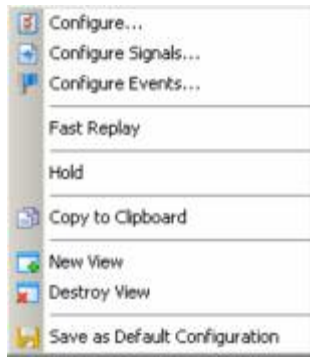 Configure...
Configure Signals...
Configure Events...
Fast Replay
Hold
Copy to Clipboard
New View
Destroy View
Save as Default Configuration